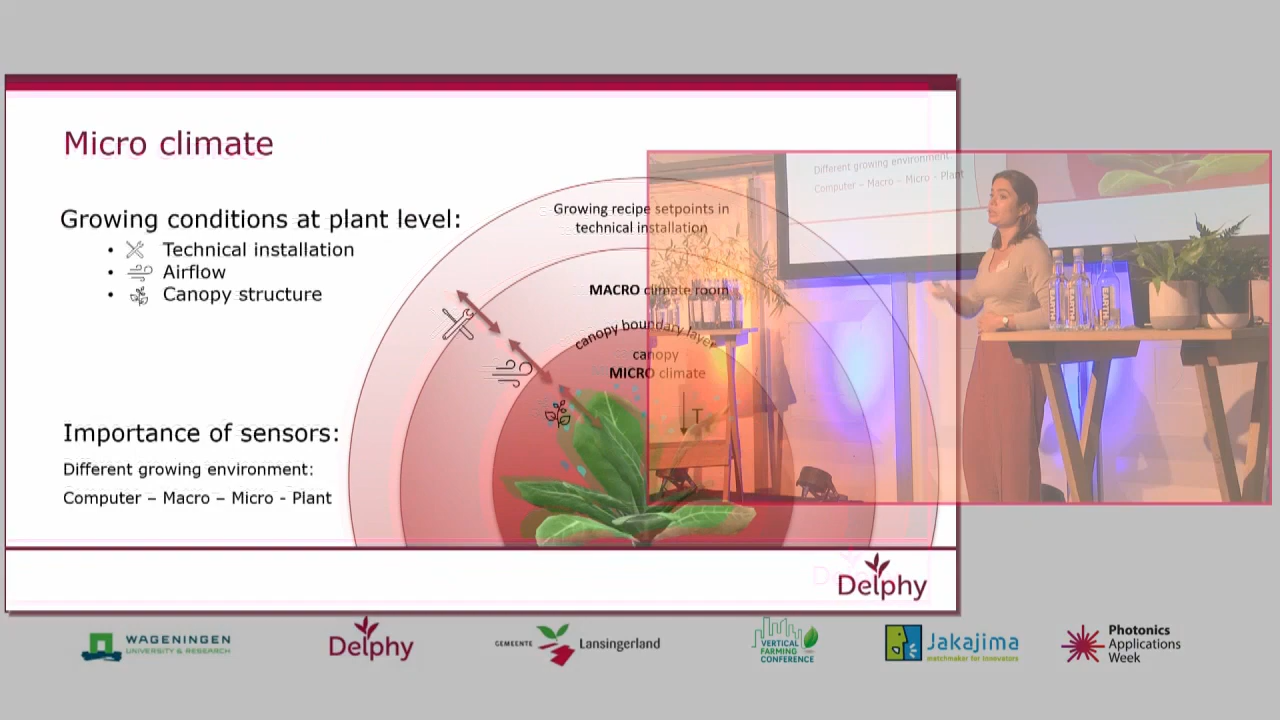 Micro climate
Growing conditions at plant level:
• Technical installation
• Airflow
• Canopy structure
Importance of sensors:
Different growing environment:
Computer – Macro – Micro - Plant
Growing recipe setpoints in
technical installation
MACRO climate room
canopy boundary layer
canopy
MICRO climate
T
Different growing environment
Computer – Macro – Micro - Plant
EARTH
Delphy
WAGENINGEN
UNIVERSITY & RESEARCH
Delphy
GEMEENTE Lansingerland
VERTICAL
FARMING
CONFERENCE
Jakajima
matchmaker for innovators
Photonics
Applications
Week